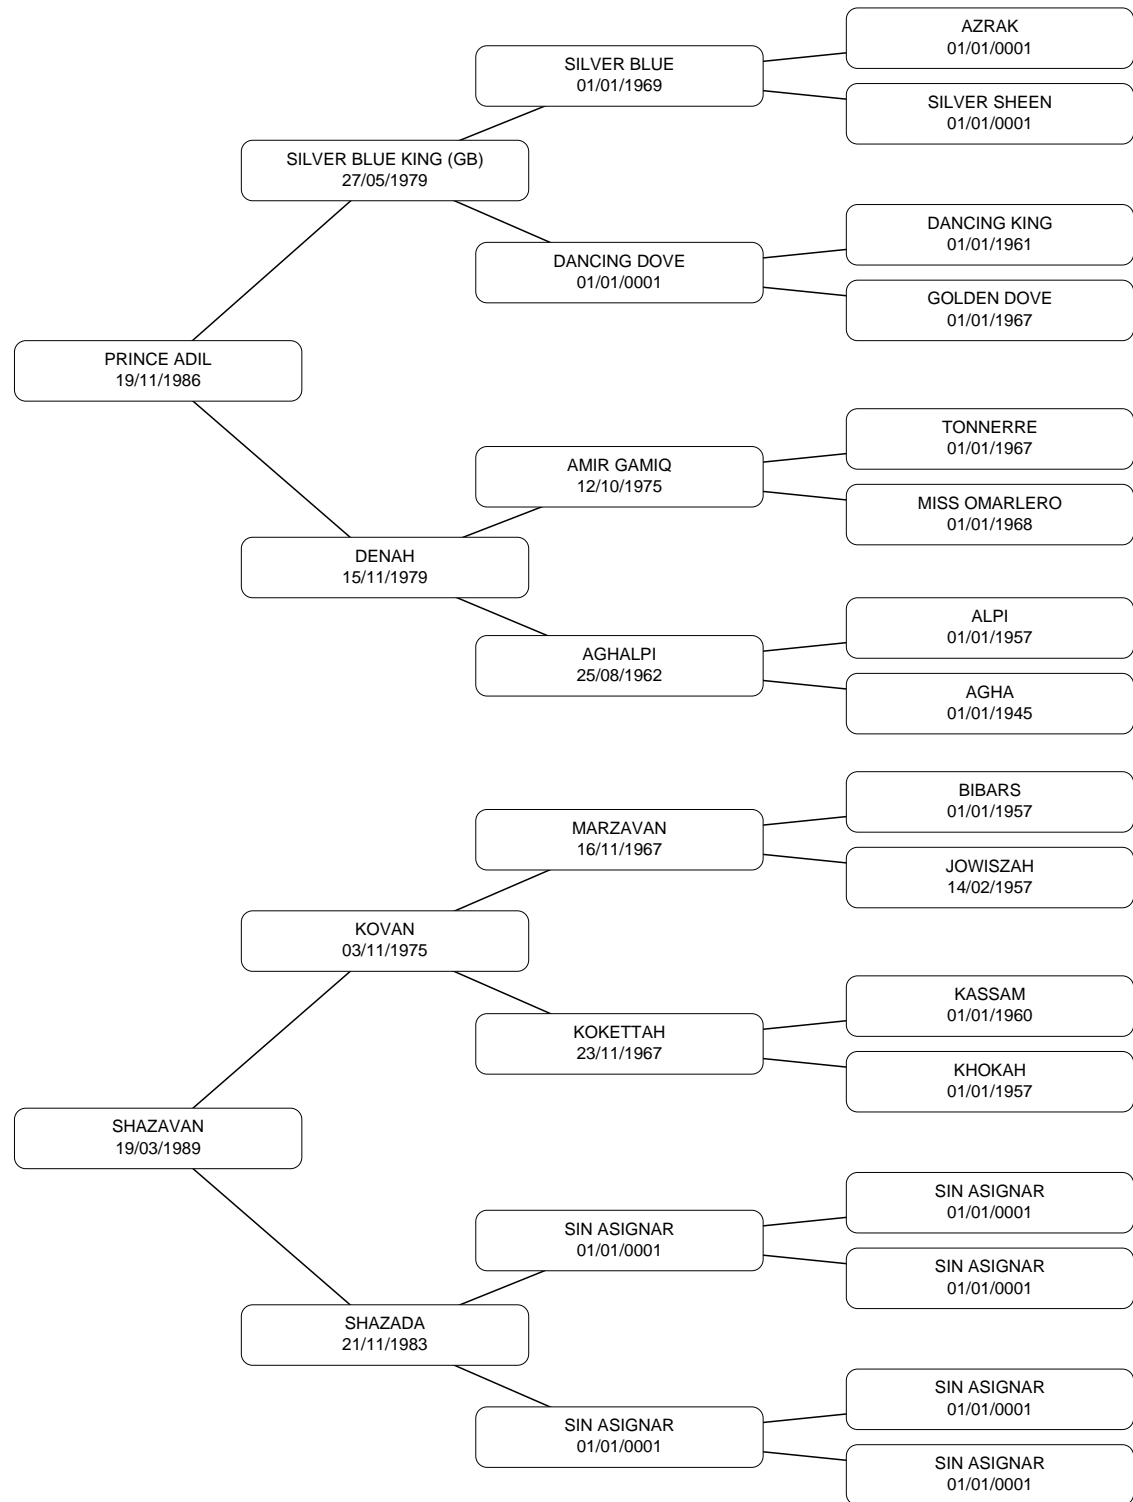 AZRAK
01/01/0001
SILVER BLUE
01/01/1969
SILVER SHEEN
01/01/0001
SILVER BLUE KING (GB)
27/05/1979
DANCING KING
01/01/1961
DANCING DOVE
01/01/0001
GOLDEN DOVE
01/01/1967
PRINCE ADIL
19/11/1986
TONNERRE
01/01/1967
AMIR GAMIQ
12/10/1975
MISS OMARLERO
01/01/1968
DENAH
15/11/1979
ALPI
01/01/1957
AGHALPI
25/08/1962
AGHA
01/01/1945
BIBARS
01/01/1957
MARZAVAN
16/11/1967
JOWISZAH
14/02/1957
KOVAN
03/11/1975
KASSAM
01/01/1960
KOKETTAH
23/11/1967
KHOKAH
01/01/1957
SHAZAVAN
19/03/1989
SIN ASIGNAR
01/01/0001
SIN ASIGNAR
01/01/0001
SIN ASIGNAR
01/01/0001
SHAZADA
21/11/1983
SIN ASIGNAR
01/01/0001
SIN ASIGNAR
01/01/0001
SIN ASIGNAR
01/01/0001